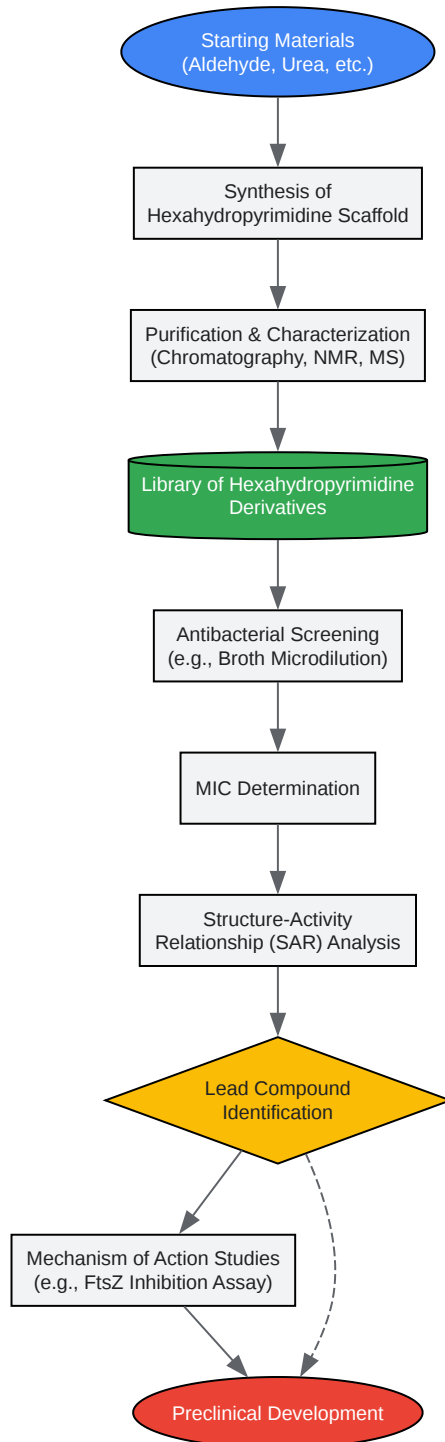 Starting Materials
(Aldehyde, Urea, etc.)
Synthesis of
Hexahydropyrimidine Scaffold
Purification & Characterization
(Chromatography, NMR, MS)
Library of Hexahydropyrimidine
Derivatives
Antibacterial Screening
(e.g., Broth Microdilution)
MIC Determination
Structure-Activity
Relationship (SAR) Analysis
Lead Compound
Identification
Mechanism of Action Studies
(e.g., FtsZ Inhibition Assay)
Preclinical Development